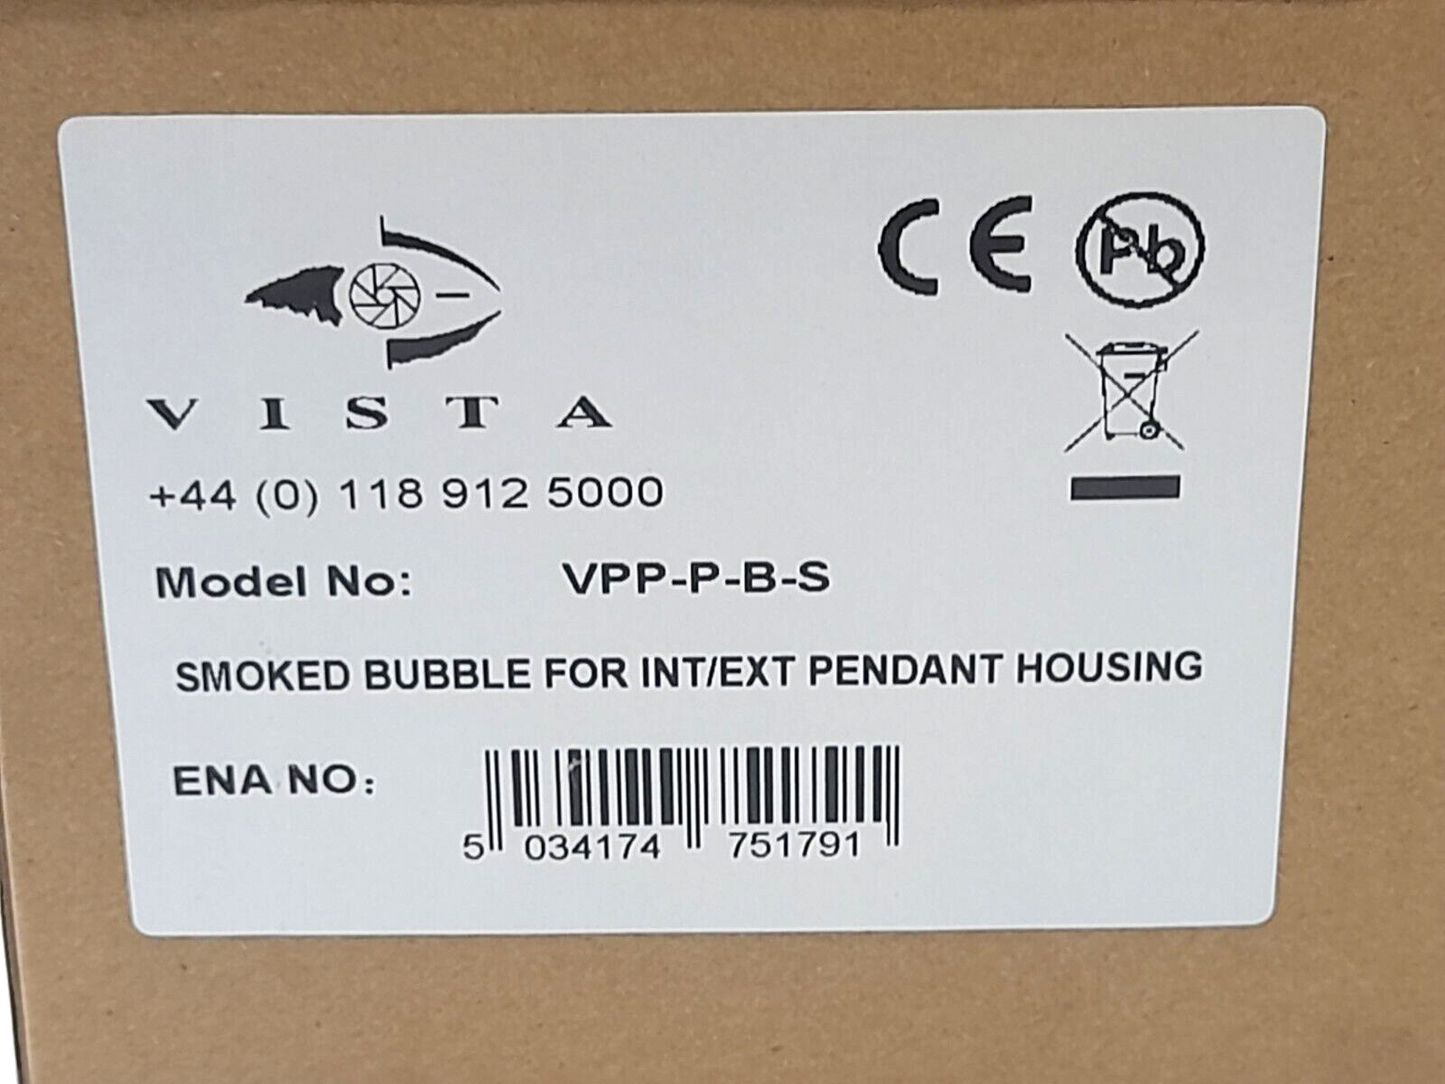 CE Pb
VISTA
+44 (0) 118 912 5000
Model No: VPP-P-B-S
SMOKED BUBBLE FOR INT/EXT PENDANT HOUSING
ENA NO:
5 034174 751791